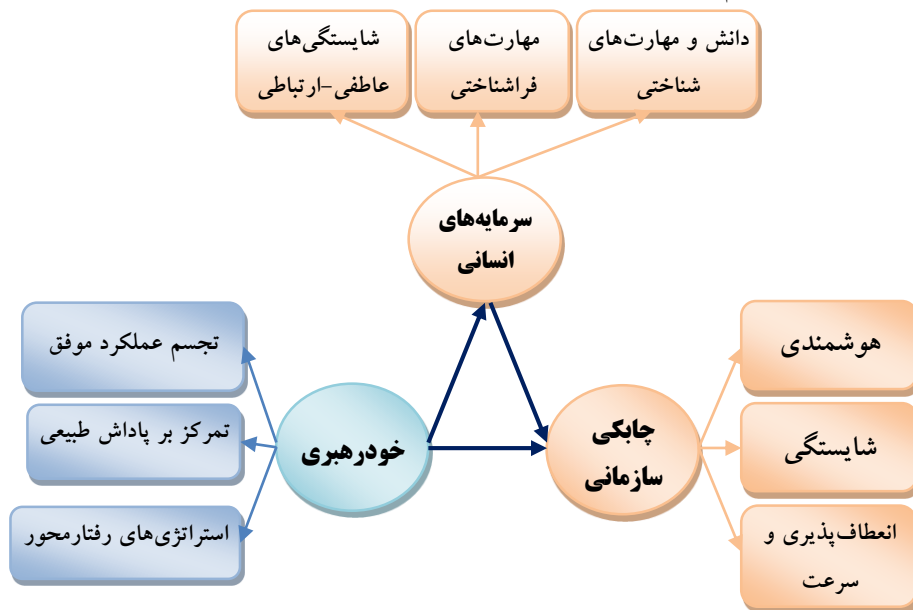 دانش و مهارت‌های
شناختی
مهارت‌های
فراشناختی
شایستگی‌های
عاطفی-ارتباطی
سرمایه‌های
انسانی
هوشمندی
شایستگی
انعطاف‌پذیری و
سرعت
چابکی
سازمانی
خودرهبری
تجسم عملکرد موفق
تمرکز بر پاداش طبیعی
استراتژی‌های رفتارمحور